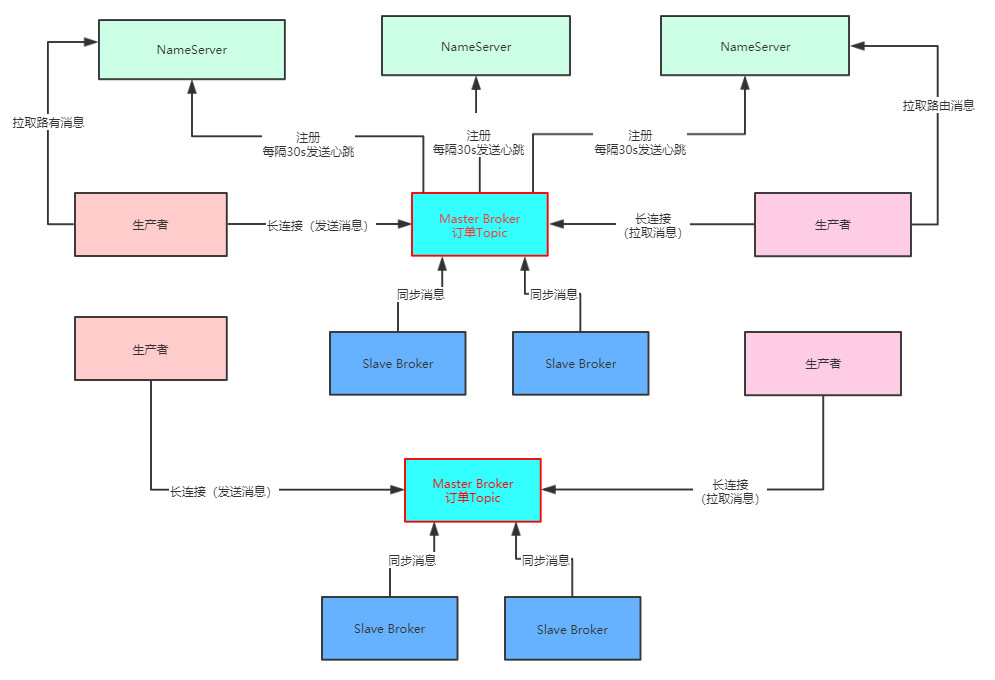 NameServer
NameServer
NameServer
拉取路有消息
拉取路由消息
注册
每隔30s发送心跳
注册
每隔30s发送心跳
注册
每隔30s发送心跳
生产者
长连接（发送消息）
Master Broker
订单Topic
长连接
（拉取消息）
生产者
同步消息
同步消息
生产者
Slave Broker
Slave Broker
生产者
长连接（发送消息）
Master Broker
订单Topic
长连接
（拉取消息）
同步消息
同步消息
Slave Broker
Slave Broker